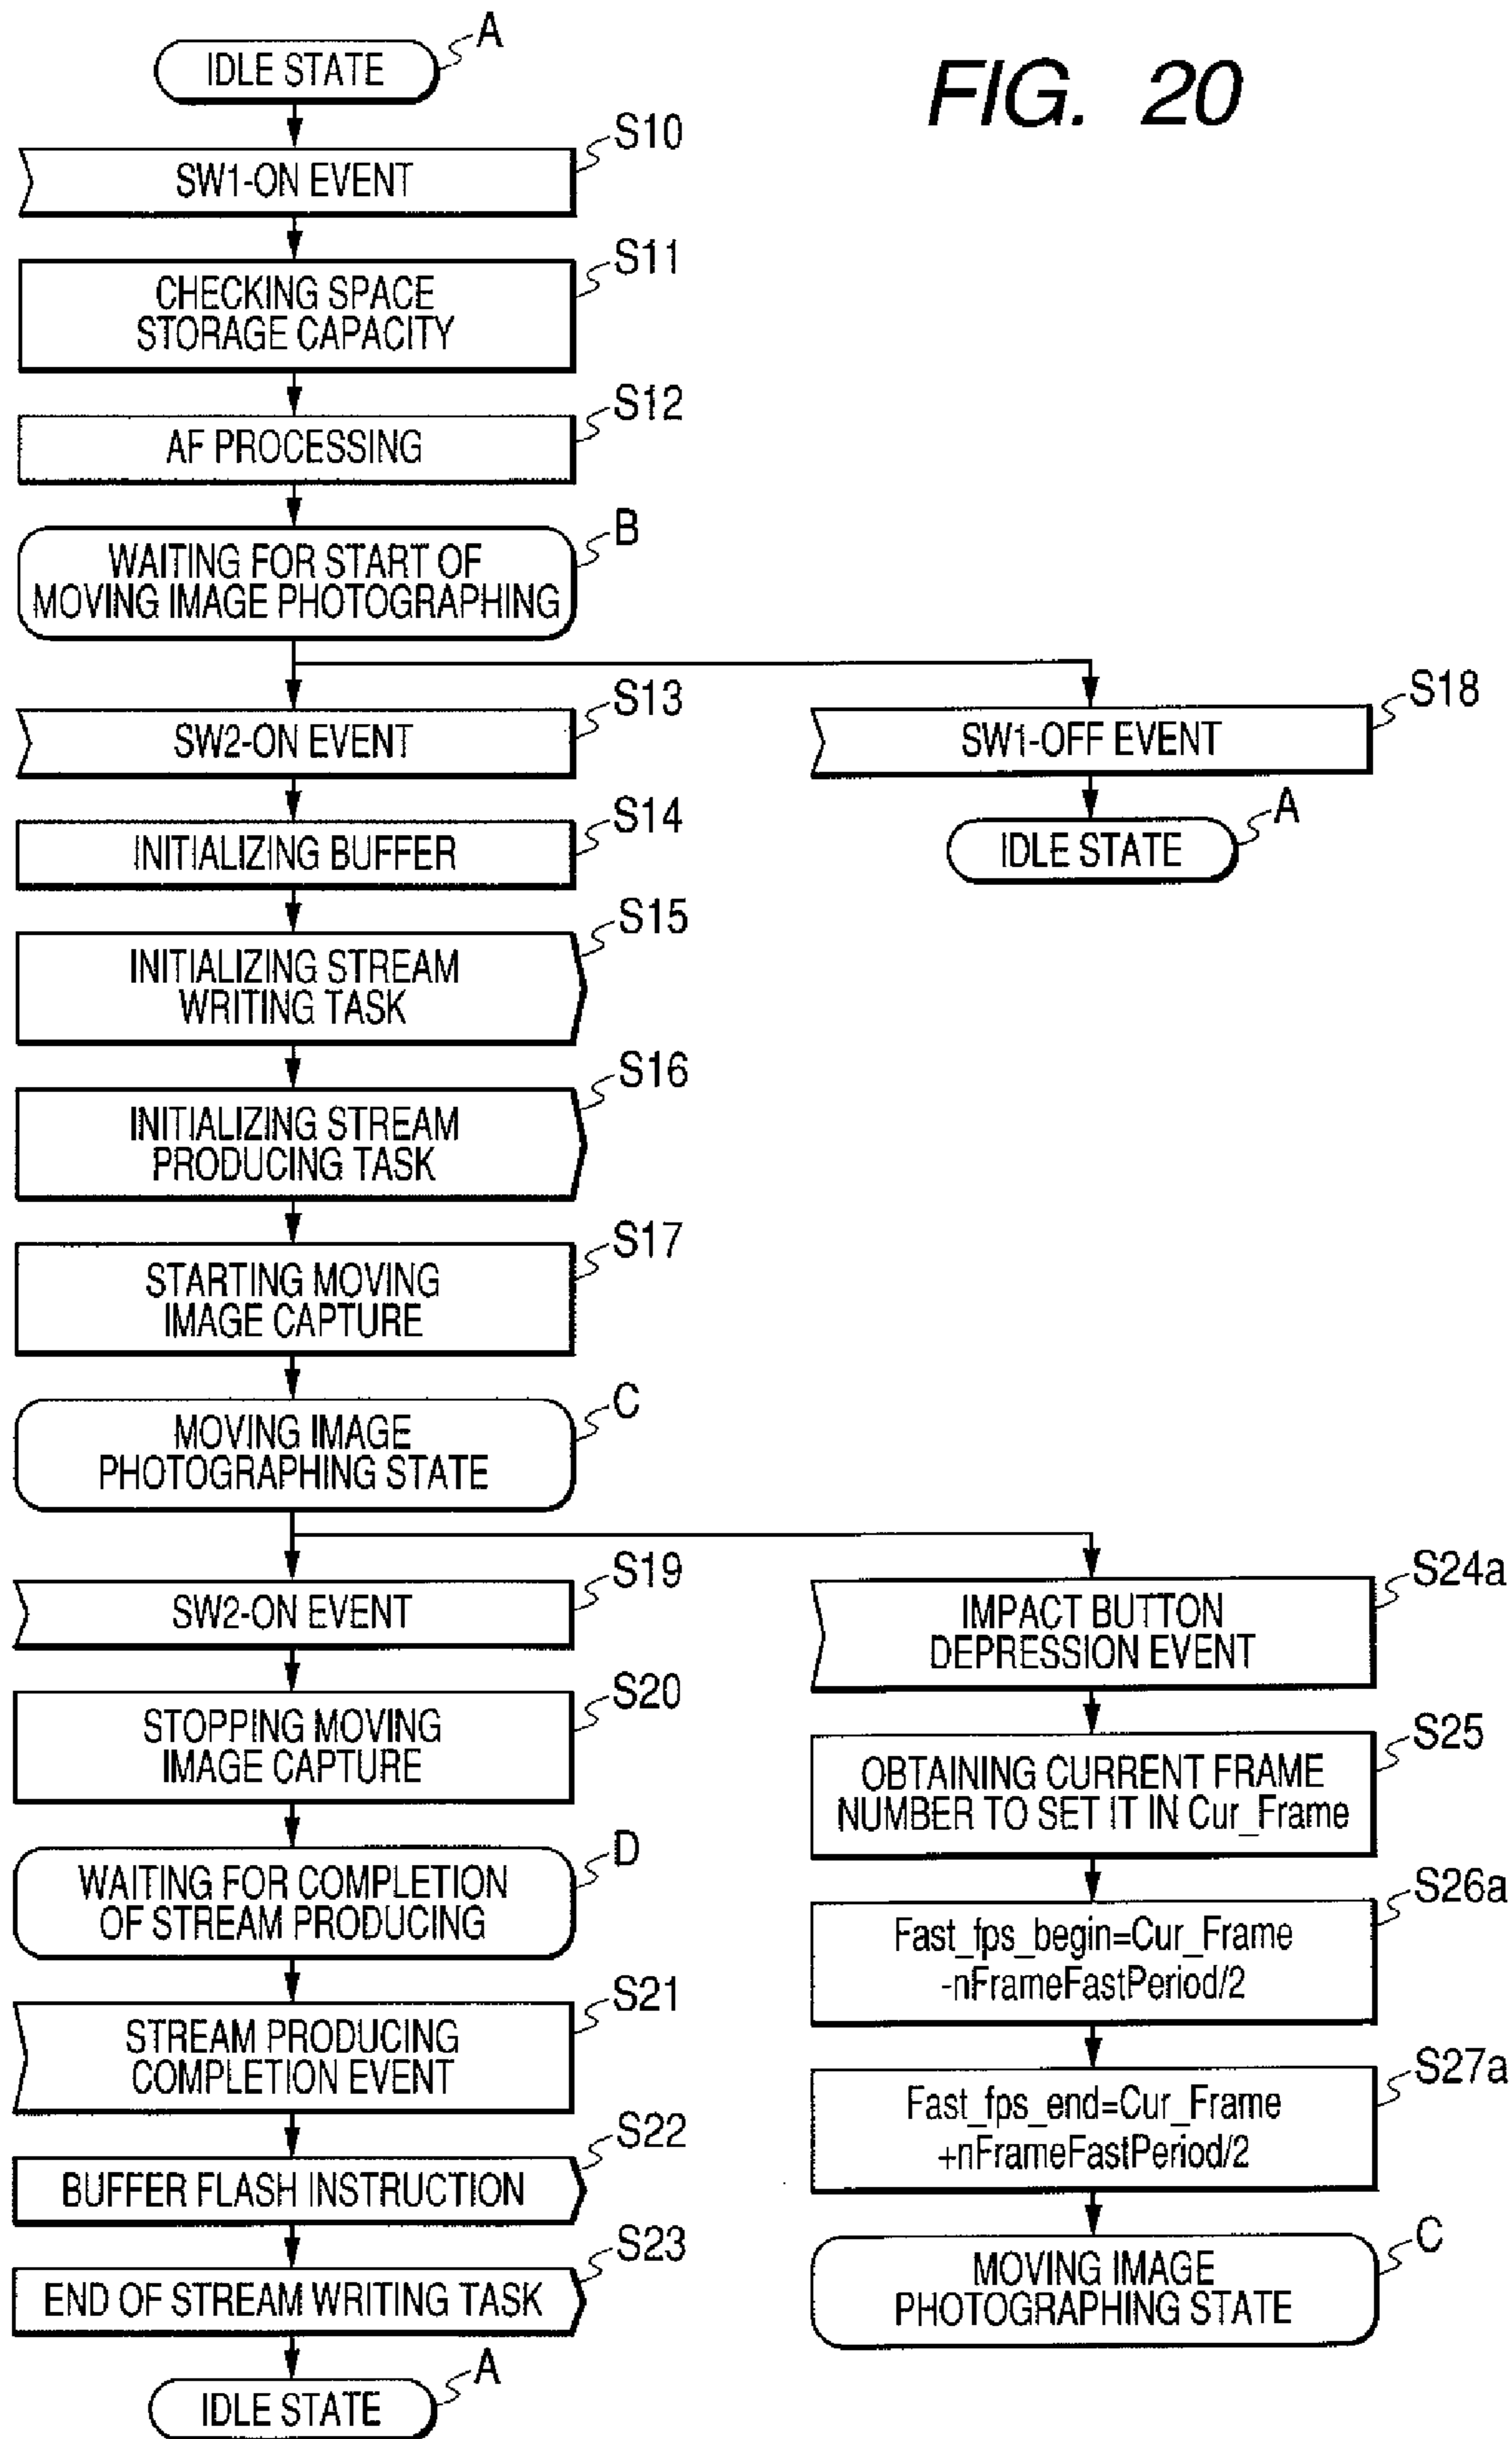 FIG. 20
IDLE STATE
A
SW1-ON EVENT
S10
CHECKING SPACE
STORAGE CAPACITY
S11
AF PROCESSING
S12
WAITING FOR START OF
MOVING IMAGE PHOTOGRAPHING
B
SW2-ON EVENT
S13
INITIALIZING BUFFER
S14
INITIALIZING STREAM
WRITING TASK
S15
INITIALIZING STREAM
PRODUCING TASK
S16
STARTING MOVING
IMAGE CAPTURE
S17
MOVING IMAGE
PHOTOGRAPHING STATE
C
SW2-ON EVENT
S19
STOPPING MOVING
IMAGE CAPTURE
S20
WAITING FOR COMPLETION
OF STREAM PRODUCING
D
STREAM PRODUCING
COMPLETION EVENT
S21
BUFFER FLASH INSTRUCTION
S22
END OF STREAM WRITING TASK
S23
IDLE STATE
A
SW1-OFF EVENT
S18
IDLE STATE
A
IMPACT BUTTON
DEPRESSION EVENT
S24a
OBTAINING CURRENT FRAME
NUMBER TO SET IT IN Cur_Frame
S25
Fast_fps_begin=Cur_Frame
-nFrameFastPeriod/2
S26a
Fast_fps_end=Cur_Frame
+nFrameFastPeriod/2
S27a
MOVING IMAGE
PHOTOGRAPHING STATE
C